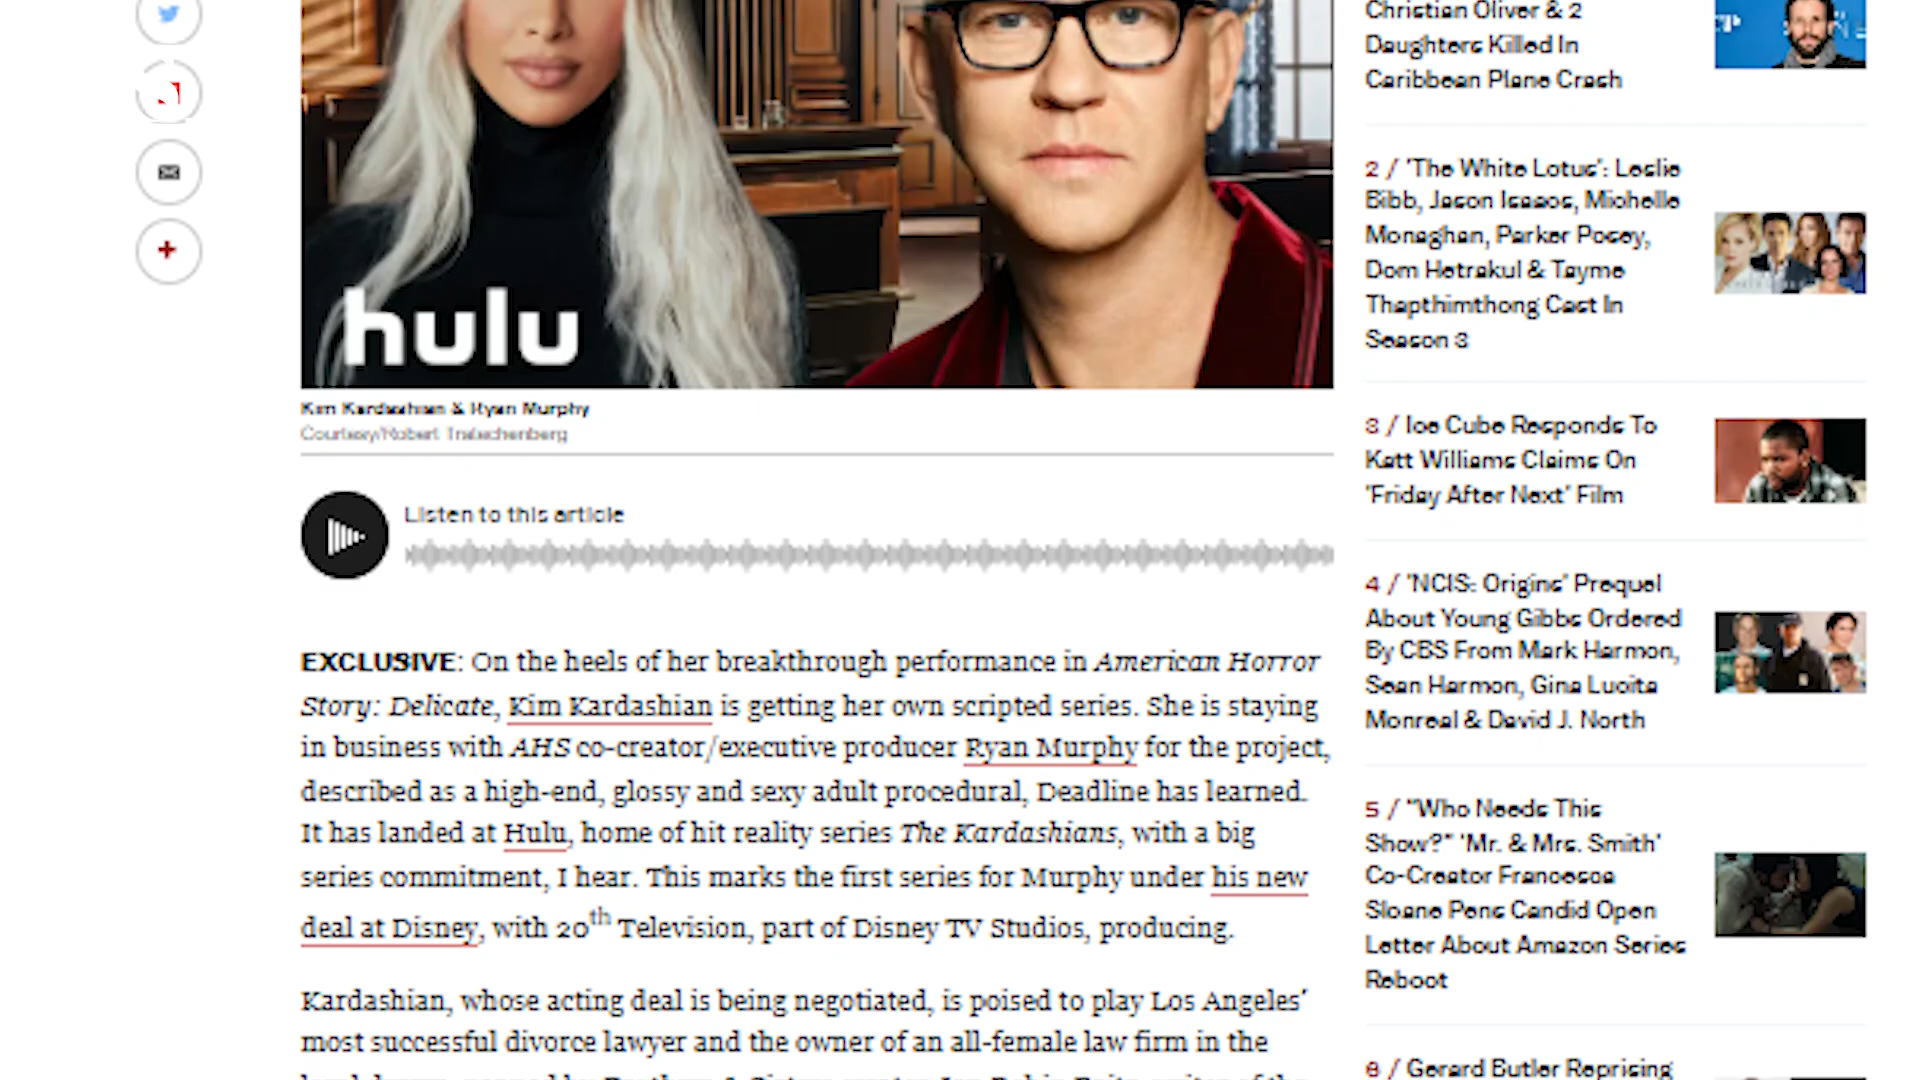 hulu
Kim Kardashian & Ryan Murphy
Courtesy/Robert Trachtenberg
Listen to this article
EXCLUSIVE: On the heels of her breakthrough performance in American Horror
Story: Delicate, Kim Kardashian is getting her own scripted series. She is staying
in business with AHS co-creator/executive producer Ryan Murphy for the project,
described as a high-end, glossy and sexy adult procedural, Deadline has learned.
It has landed at Hulu, home of hit reality series The Kardashians, with a big
series commitment, I hear. This marks the first series for Murphy under his new
deal at Disney, with 20th Television, part of Disney TV Studios, producing.
Kardashian, whose acting deal is being negotiated, is poised to play Los Angeles'
most successful divorce lawyer and the owner of an all-female law firm in the
Christian Oliver & 2
Daughters Killed In
Caribbean Plane Crash
2 / 'The White Lotus': Leslie
Bibb, Jason Isaacs, Michelle
Monaghan, Parker Posey,
Dom Hetrakul & Tayme
Thapthimthong Cast In
Season 3
3 / Ice Cube Responds To
Katt Williams Claims On
'Friday After Next' Film
4 / 'NCIS: Origins' Prequel
About Young Gibbs Ordered
By CBS From Mark Harmon,
Sean Harmon, Gina Lucita
Monreal & David J. North
5 / "Who Needs This
Show?" 'Mr. & Mrs. Smith'
Co-Creator Francesca
Sloane Pens Candid Open
Letter About Amazon Series
Reboot
6 / Gerard Butler Reprising